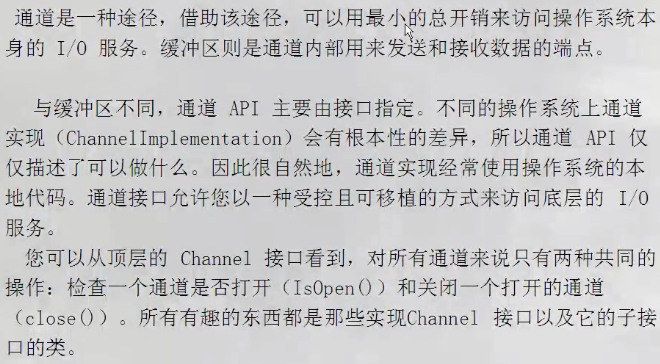 通道是一种途径，借助该途径，可以用最小的总开销来访问操作系统本
身的 I/O 服务。缓冲区则是通道内部用来发送和接收数据的端点。
与缓冲区不同，通道 API 主要由接口指定。不同的操作系统上通道
实现（ChannelImplementation）会有根本性的差异，所以通道 API 仅
仅描述了可以做什么。因此很自然地，通道实现经常使用操作系统的本
地代码。通道接口允许您以一种受控且可移植的方式来访问底层的 I/O
服务。
您可以从顶层的 Channel 接口看到，对所有通道来说只有两种共同的
操作：检查一个通道是否打开（IsOpen()）和关闭一个打开的通道
（close()）。所有有趣的东西都是那些实现Channel 接口以及它的子接
口的类。